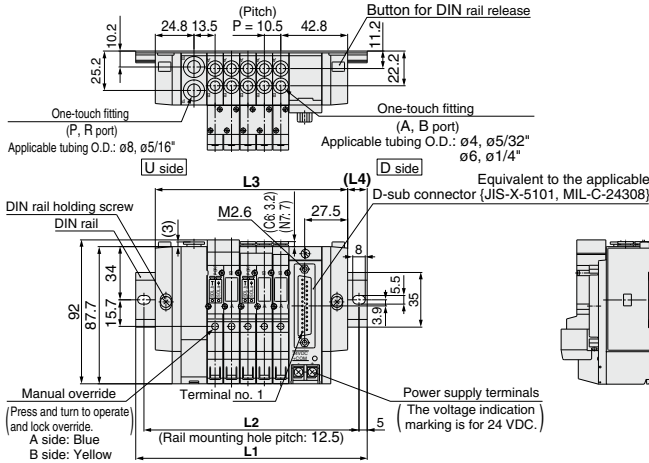 (Pitch)
24.8 13.5 P = 10.5 42.8
Button for DIN rail release
10.2
25.2
11.2
22.2
One-touch fitting
(P, R port)
Applicable tubing O.D.: ø8, ø5/16"
One-touch fitting
(A, B port)
Applicable tubing O.D.: ø4, ø5/32"
ø6, ø1/4"
U side
D side
L3
(L4)
Equivalent to the applicable
D-sub connector {JIS-X-5101, MIL-C-24308}
DIN rail holding screw
DIN rail
(3)
M2.6
(C6: 3.2)
(N7: 7)
27.5
8
92
87.7
34
15.7
5.5
3.9
35
Manual override
(Press and turn to operate
and lock override.)
A side: Blue
B side: Yellow
Terminal no. 1
Power supply terminals
(The voltage indication
marking is for 24 VDC.)
L2
(Rail mounting hole pitch: 12.5)
5
L1